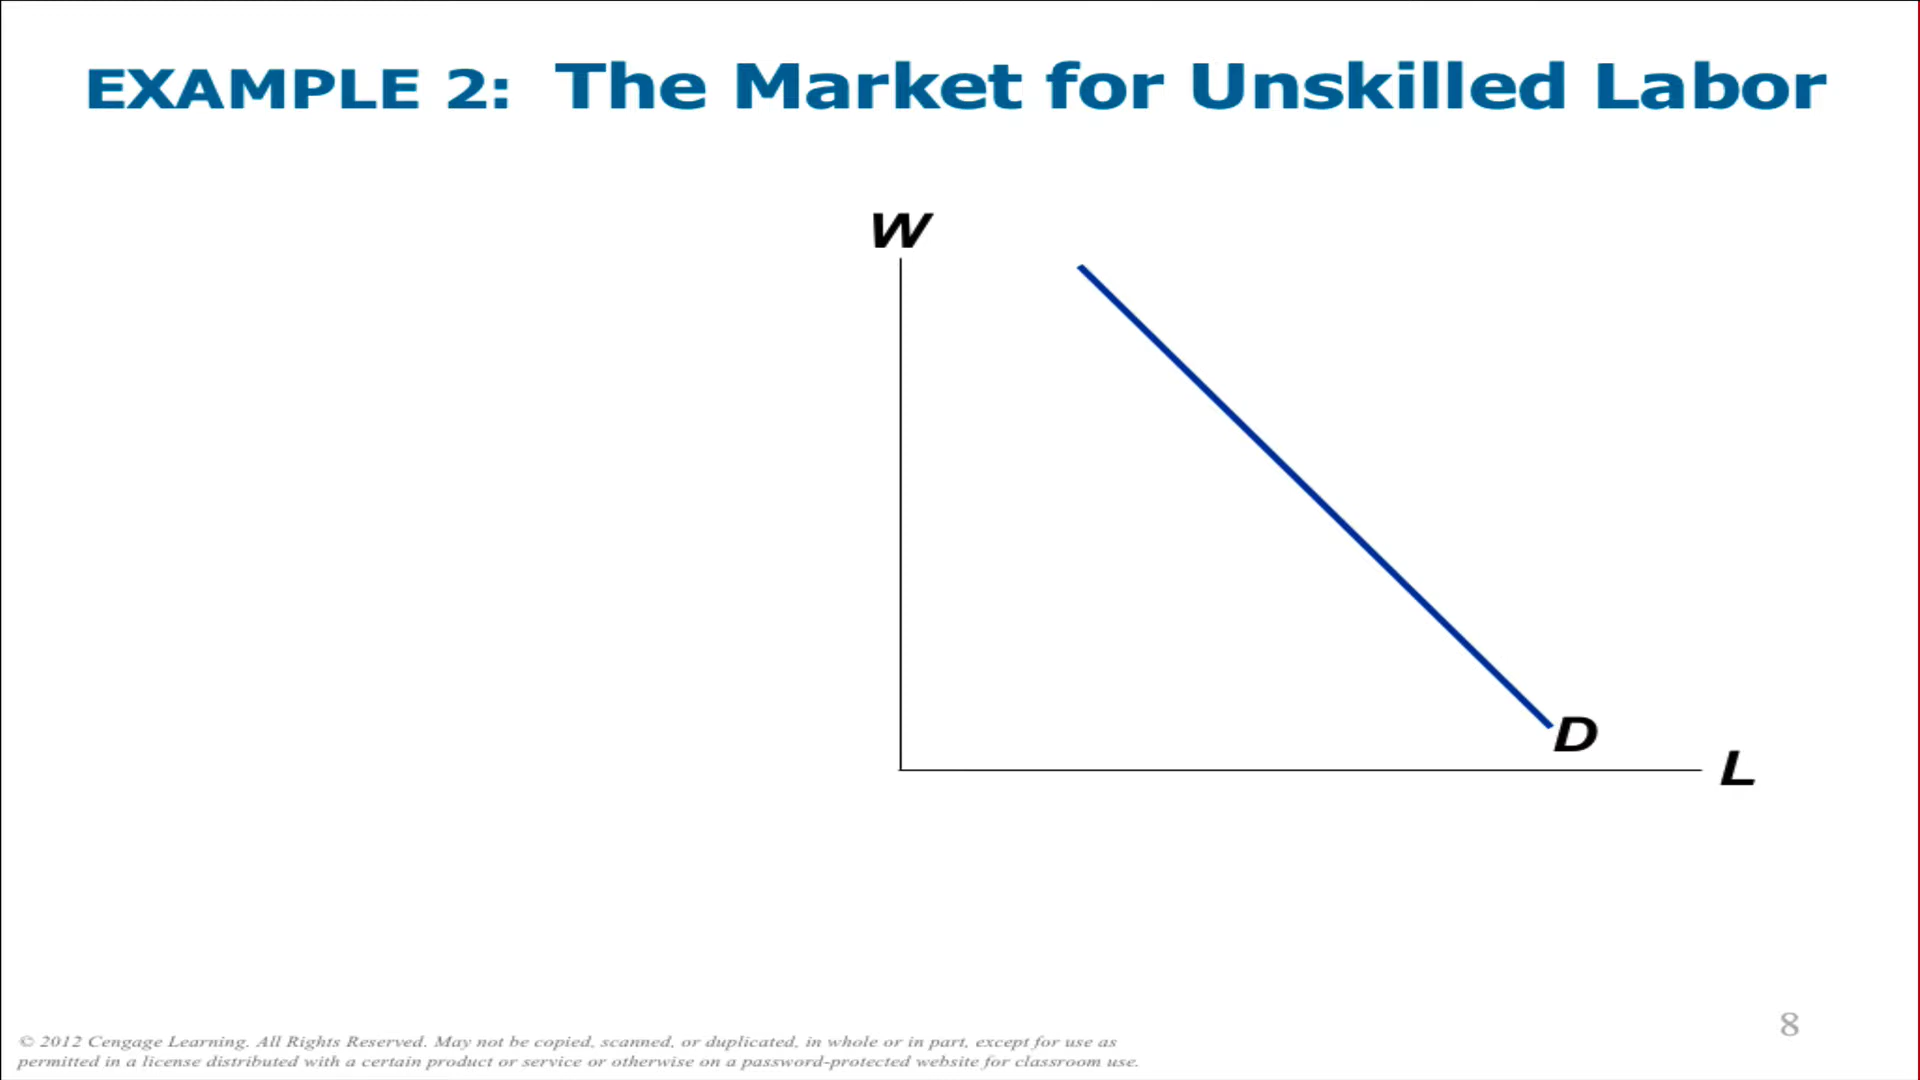 EXAMPLE 2: The Market for Unskilled Labor
W
D
L
8
© 2012 Cengage Learning. All Rights Reserved. May not be copied, scanned, or duplicated, in whole or in part, except for use as
permitted in a license distributed with a certain product or service or otherwise on a password-protected website for classroom use.